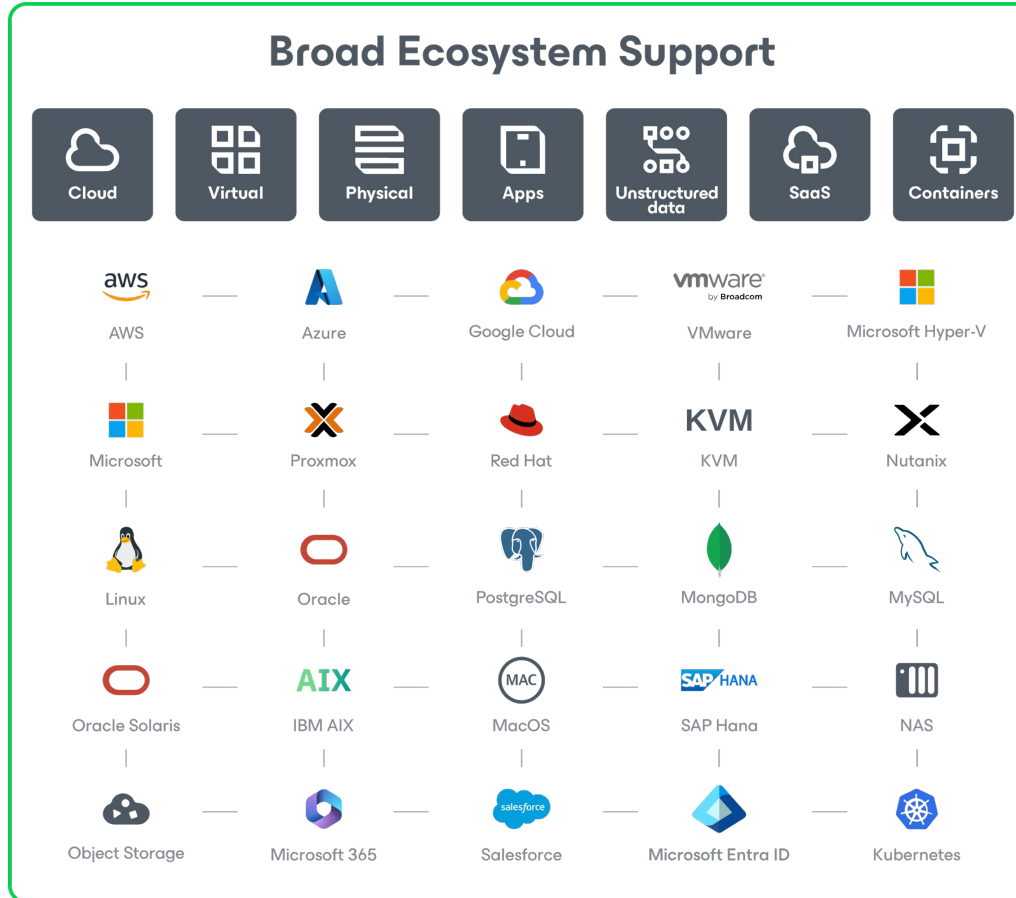 Broad Ecosystem Support
Cloud
Virtual
Physical
Apps
Unstructured
data
SaaS
Containers
aws
vmware®
by Broadcom
AWS
Azure
Google Cloud
VMware
Microsoft Hyper-V
KVM
Microsoft
Proxmox
Red Hat
KVM
Nutanix
Linux
Oracle
PostgreSQL
MongoDB
MySQL
AIX
MAC
SAP HANA
Oracle Solaris
IBM AIX
MacOS
SAP Hana
NAS
salesforce
Object Storage
Microsoft 365
Salesforce
Microsoft Entra ID
Kubernetes